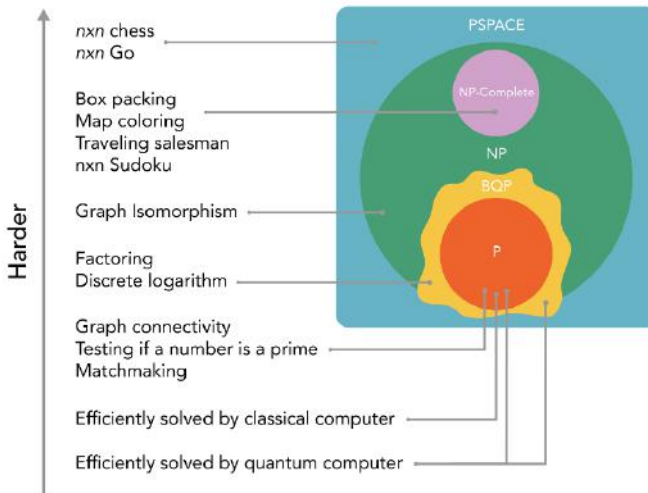 Harder
nxn chess
nxn Go
Box packing
Map coloring
Traveling salesman
nxn Sudoku
Graph Isomorphism
Factoring
Discrete logarithm
Graph connectivity
Testing if a number is a prime
Matchmaking
Efficiently solved by classical computer
Efficiently solved by quantum computer
PSPACE
NP-Complete
NP
BQP
P